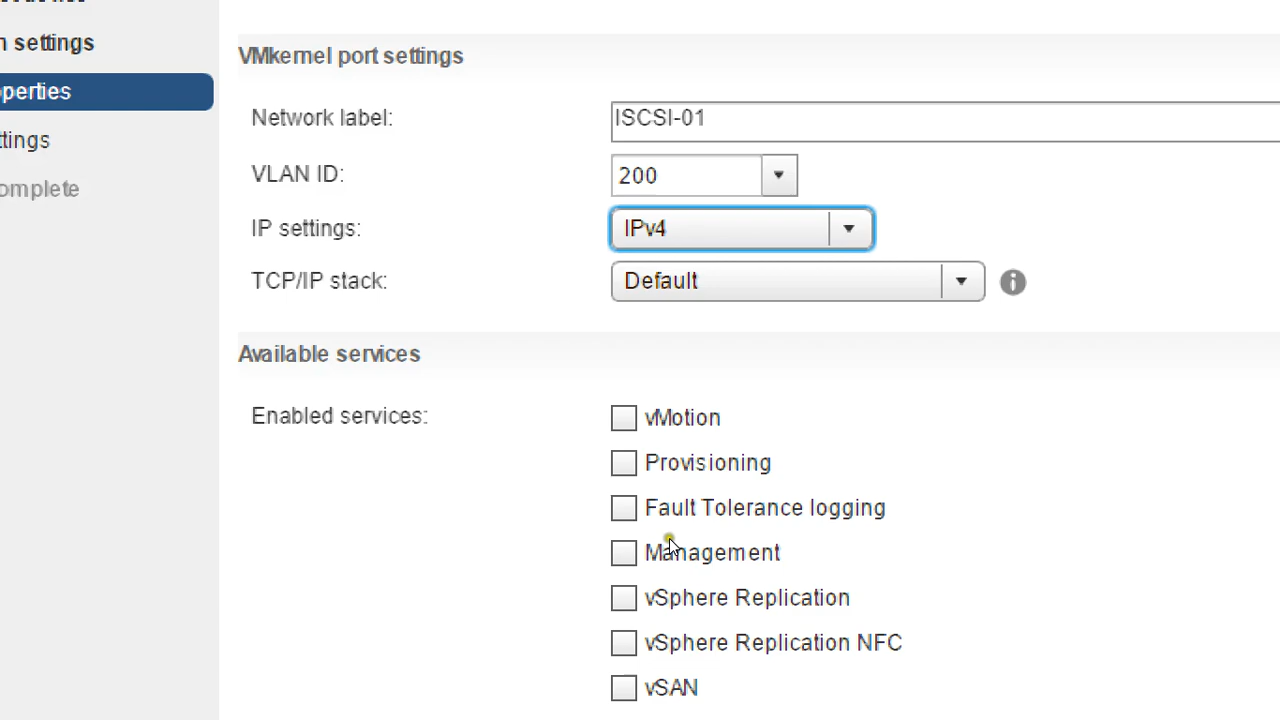 n settings
VMkernel port settings
perties
Network label:
ISCSI-01
ttings
VLAN ID:
200
omplete
IP settings:
IPv4
TCP/IP stack:
Default
Available services
Enabled services:
vMotion
Provisioning
Fault Tolerance logging
Management
vSphere Replication
vSphere Replication NFC
vSAN